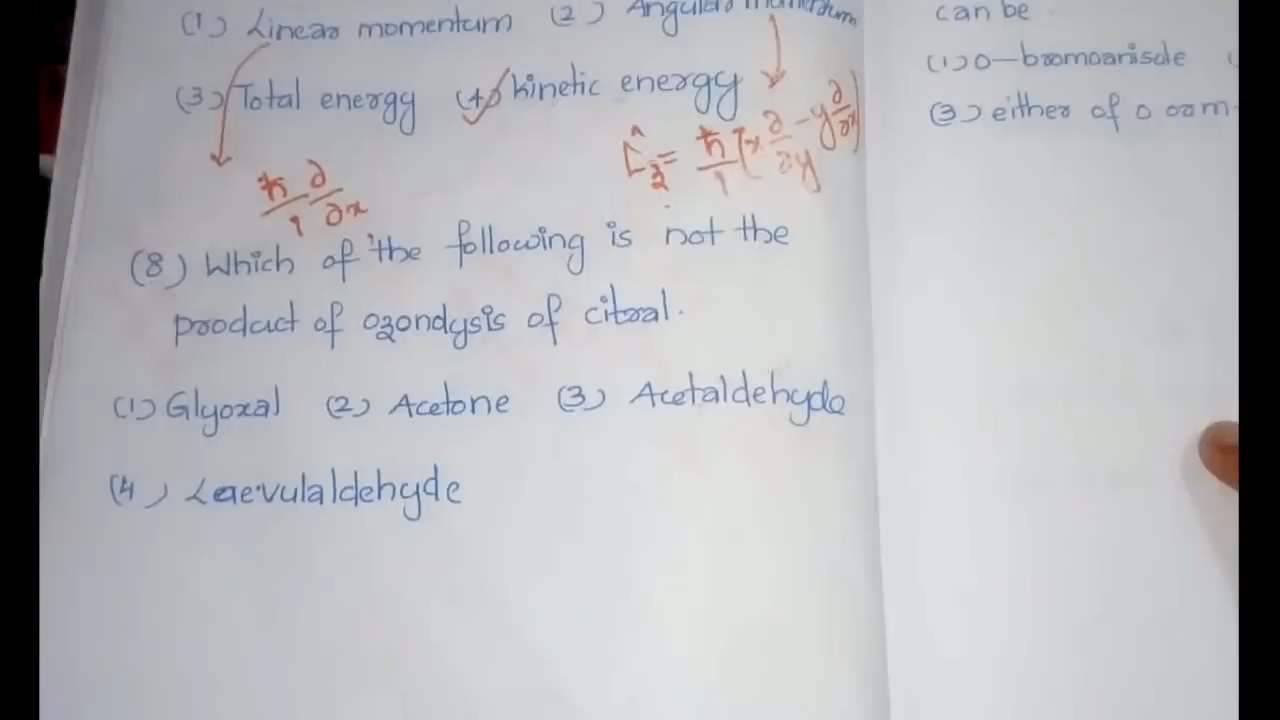 (1) Linear momentum (2) Angular momentum
(3) Total energy (4) Kinetic energy
ħ/i ∂/∂x
L̂z = ħ/i [x ∂/∂y - y ∂/∂x)
(8) Which of the following is not the
product of ozonolysis of citral.
(1) Glyoxal (2) Acetone (3) Acetaldehyde
(4) Laevulaldehyde
can be
(1) o-bromoanisole (
(3) either of o or m-